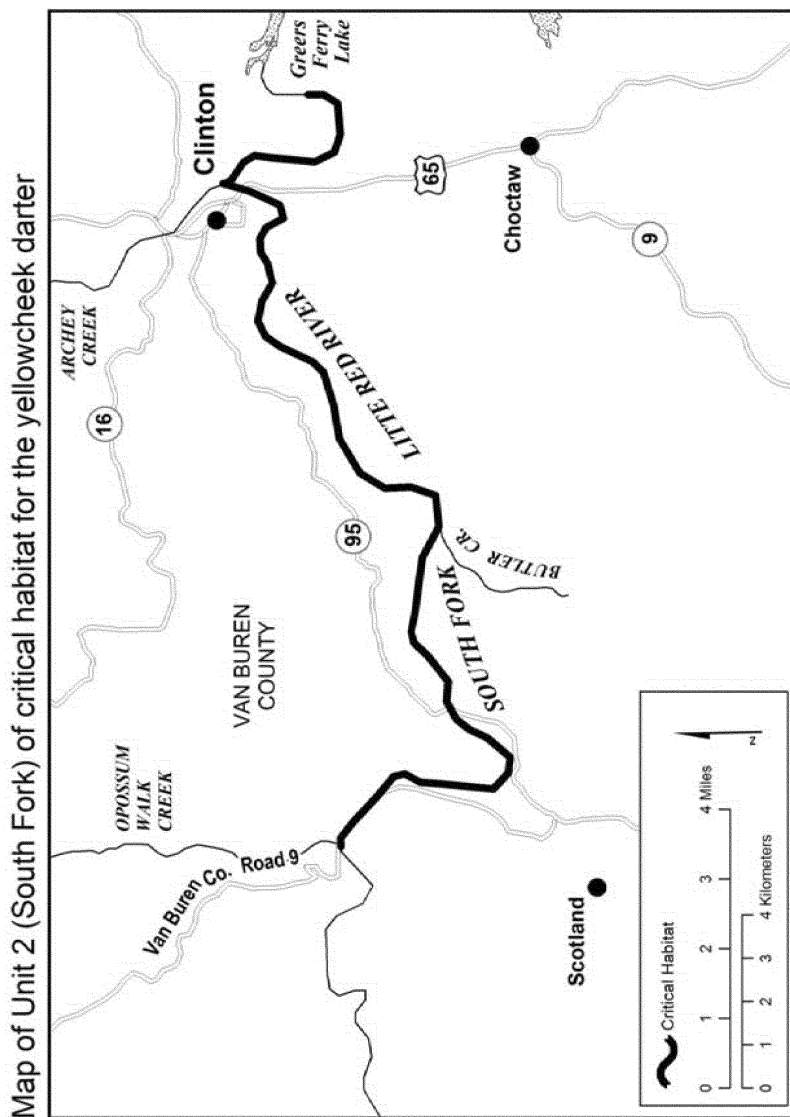 Map of Unit 2 (South Fork) of critical habitat for the yellowcheek darter
OPOSSUM
WALK
CREEK
ARCHEY
CREEK
16
Clinton
Greers
Ferry
Lake
Van Buren Co. Road 9
VAN BUREN
COUNTY
95
LITTE RED RIVER
65
SOUTH FORK
BUTLER CR.
Choctaw
9
Scotland
Critical Habitat
0 1 2 3 4 Miles
0 1 2 3 4 Kilometers
N